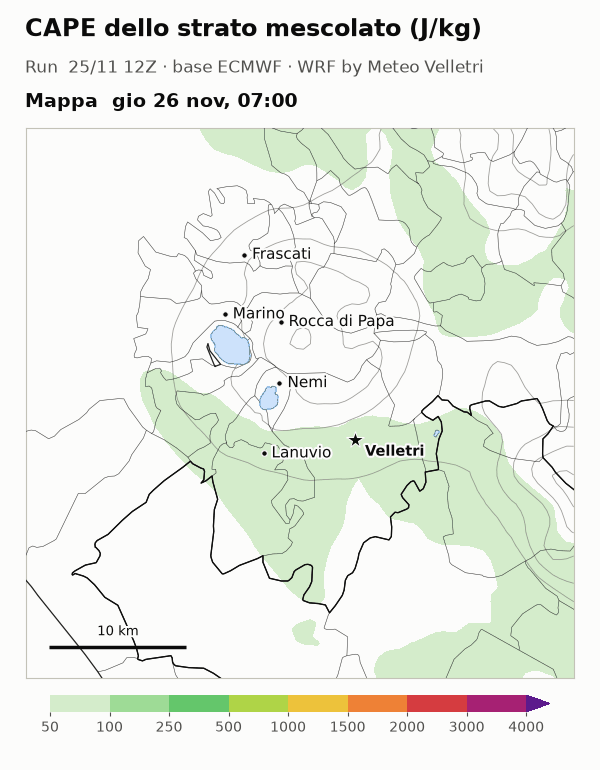 CAPE dello strato mescolato (J/kg)
Run  25/11 12Z · base ECMWF · WRF by Meteo Velletri
Mappa  gio 26 nov, 07:00
Frascati
Marino
Rocca di Papa
Nemi
Velletri
Lanuvio
10 km
50 100 250 500 1000 1500 2000 3000 4000